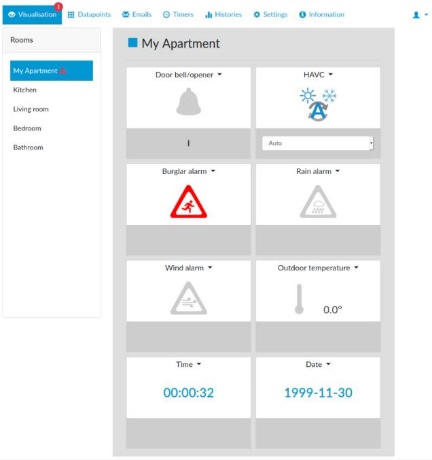 Visualisation 1 Datapoints Emails Timers Histories Settings Information
Rooms
My Apartment
Kitchen
Living room
Bedroom
Bathroom
My Apartment
Door bell/opener HAVC
A
I Auto
Burglar alarm Rain alarm
Wind alarm Outdoor temperature
0.0°
Time Date
00:00:32 1999-11-30